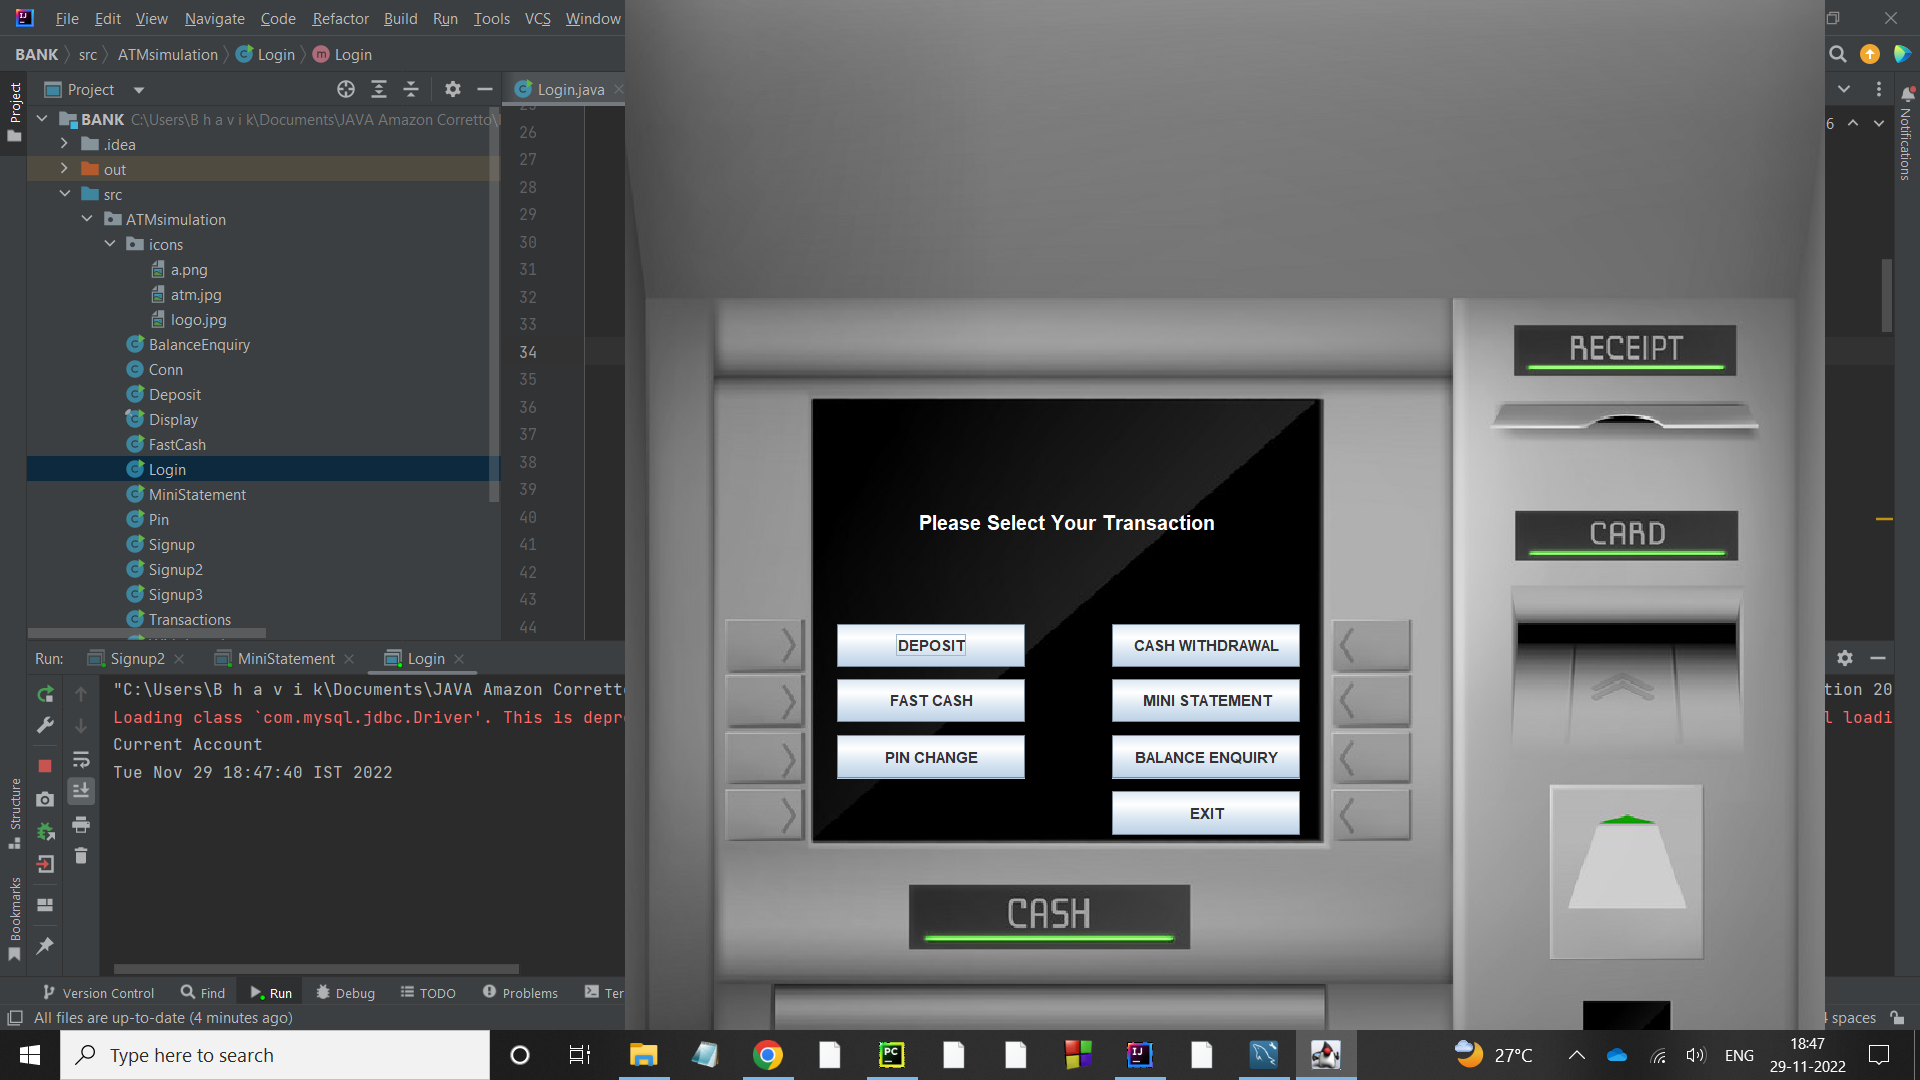 File Edit View Navigate Code Refactor Build Run Tools VCS Window
BANK src ATMsimulation Login Login
Project
Login.java
6
Project
Notifications
BANK C:\Users\B h a v i k\Documents\JAVA Amazon Corretto\
.idea
out
src
ATMsimulation
icons
a.png
atm.jpg
logo.jpg
BalanceEnquiry
Conn
Deposit
Display
FastCash
Login
MiniStatement
Pin
Signup
Signup2
Signup3
Transactions
26
27
28
29
30
31
32
33
34
35
36
37
38
39
40
41
42
43
44
RECEIPT
CARD
Please Select Your Transaction
DEPOSIT CASH WITHDRAWAL
FAST CASH MINI STATEMENT
PIN CHANGE BALANCE ENQUIRY
EXIT
CASH
Run: Signup2 MiniStatement Login
"C:\Users\B h a v i k\Documents\JAVA Amazon Corrett
tion 20
Loading class `com.mysql.jdbc.Driver'. This is depr
l loadi
Current Account
Tue Nov 29 18:47:40 IST 2022
Structure
Bookmarks
Version Control Find Run Debug TODO Problems Ter
All files are up-to-date (4 minutes ago)
spaces
Type here to search
27°C
ENG
18:47
29-11-2022